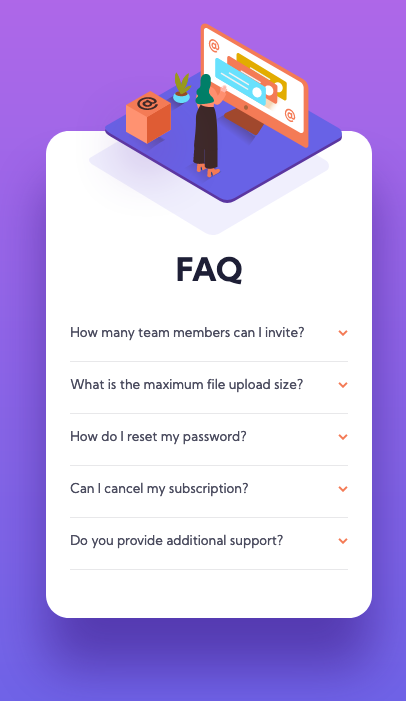 FAQ
How many team members can I invite?
What is the maximum file upload size?
How do I reset my password?
Can I cancel my subscription?
Do you provide additional support?